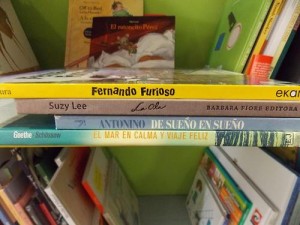 El ratoncito Pérez
Fernando Furioso
ekar
Suzy Lee
La Ola
BARBARA FIORE EDITORA
ANTONINO DE SUEÑO EN SUEÑO
Goethe
EL MAR EN CALMA Y VIAJE FELIZ